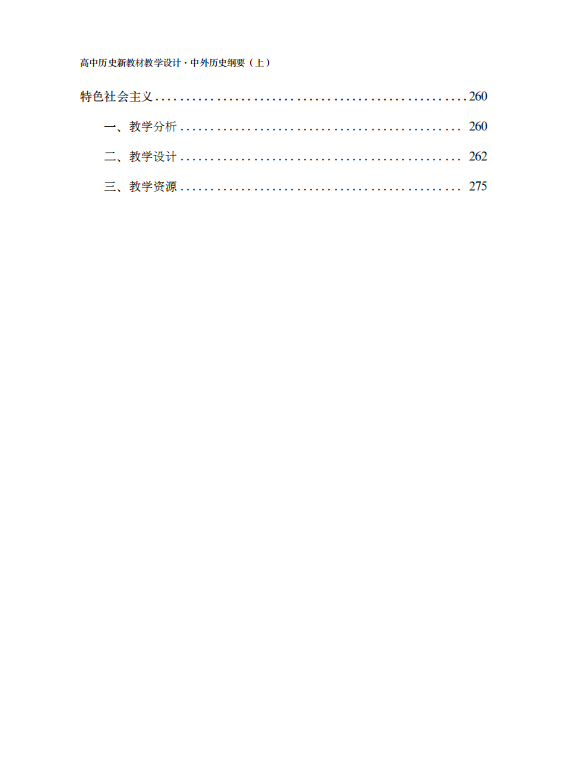 高中历史新教材教学设计·中外历史纲要（上）
特色社会主义..................................................260
一、教学分析.............................................. 260
二、教学设计.............................................. 262
三、教学资源.............................................. 275